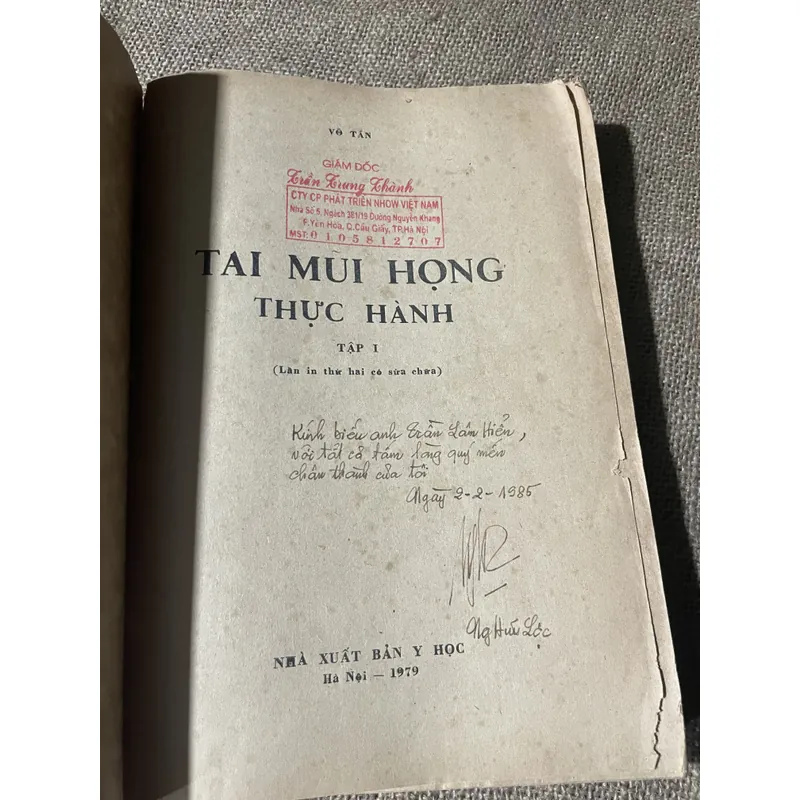 VÕ TẤN
GIÁM ĐỐC
Trần Trung Thành
CTY CP PHÁT TRIỂN NHOW VIỆT NAM
Nhà Số 5, Ngách 381/19 Đường Nguyễn Khang
P.Yên Hòa, Q.Cầu Giấy, TP.Hà Nội
MST: 0105812707
TAI MŨI HỌNG
THỰC HÀNH
TẬP I
(Lần in thứ hai có sửa chữa)
Kính biếu anh Trần Lâm Hiển,
với tất cả tấm lòng quý mến
chân thành của tôi
Ngày 2-2-1985
Ng Hữu Lộc
NHÀ XUẤT BẢN Y HỌC
Hà Nội — 1979